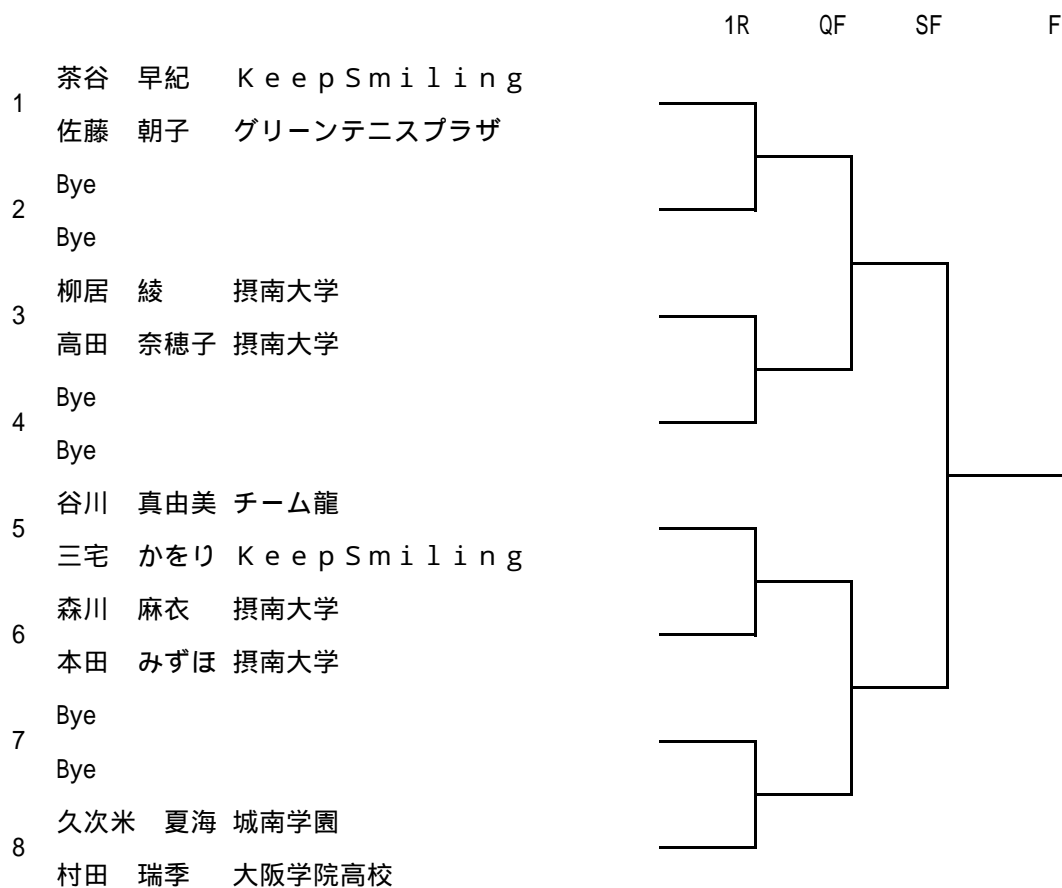 1R QF SF F
茶谷　早紀　ＫｅｅｐＳｍｉｌｉｎｇ
1
佐藤　朝子　グリーンテニスプラザ
Bye
2
Bye
柳居　綾　摂南大学
3
高田　奈穂子 摂南大学
Bye
4
Bye
谷川　真由美 チーム龍
5
三宅　かをり ＫｅｅｐＳｍｉｌｉｎｇ
森川　麻衣　摂南大学
6
本田　みずほ 摂南大学
Bye
7
Bye
久次米　夏海 城南学園
8
村田　瑞季　大阪学院高校